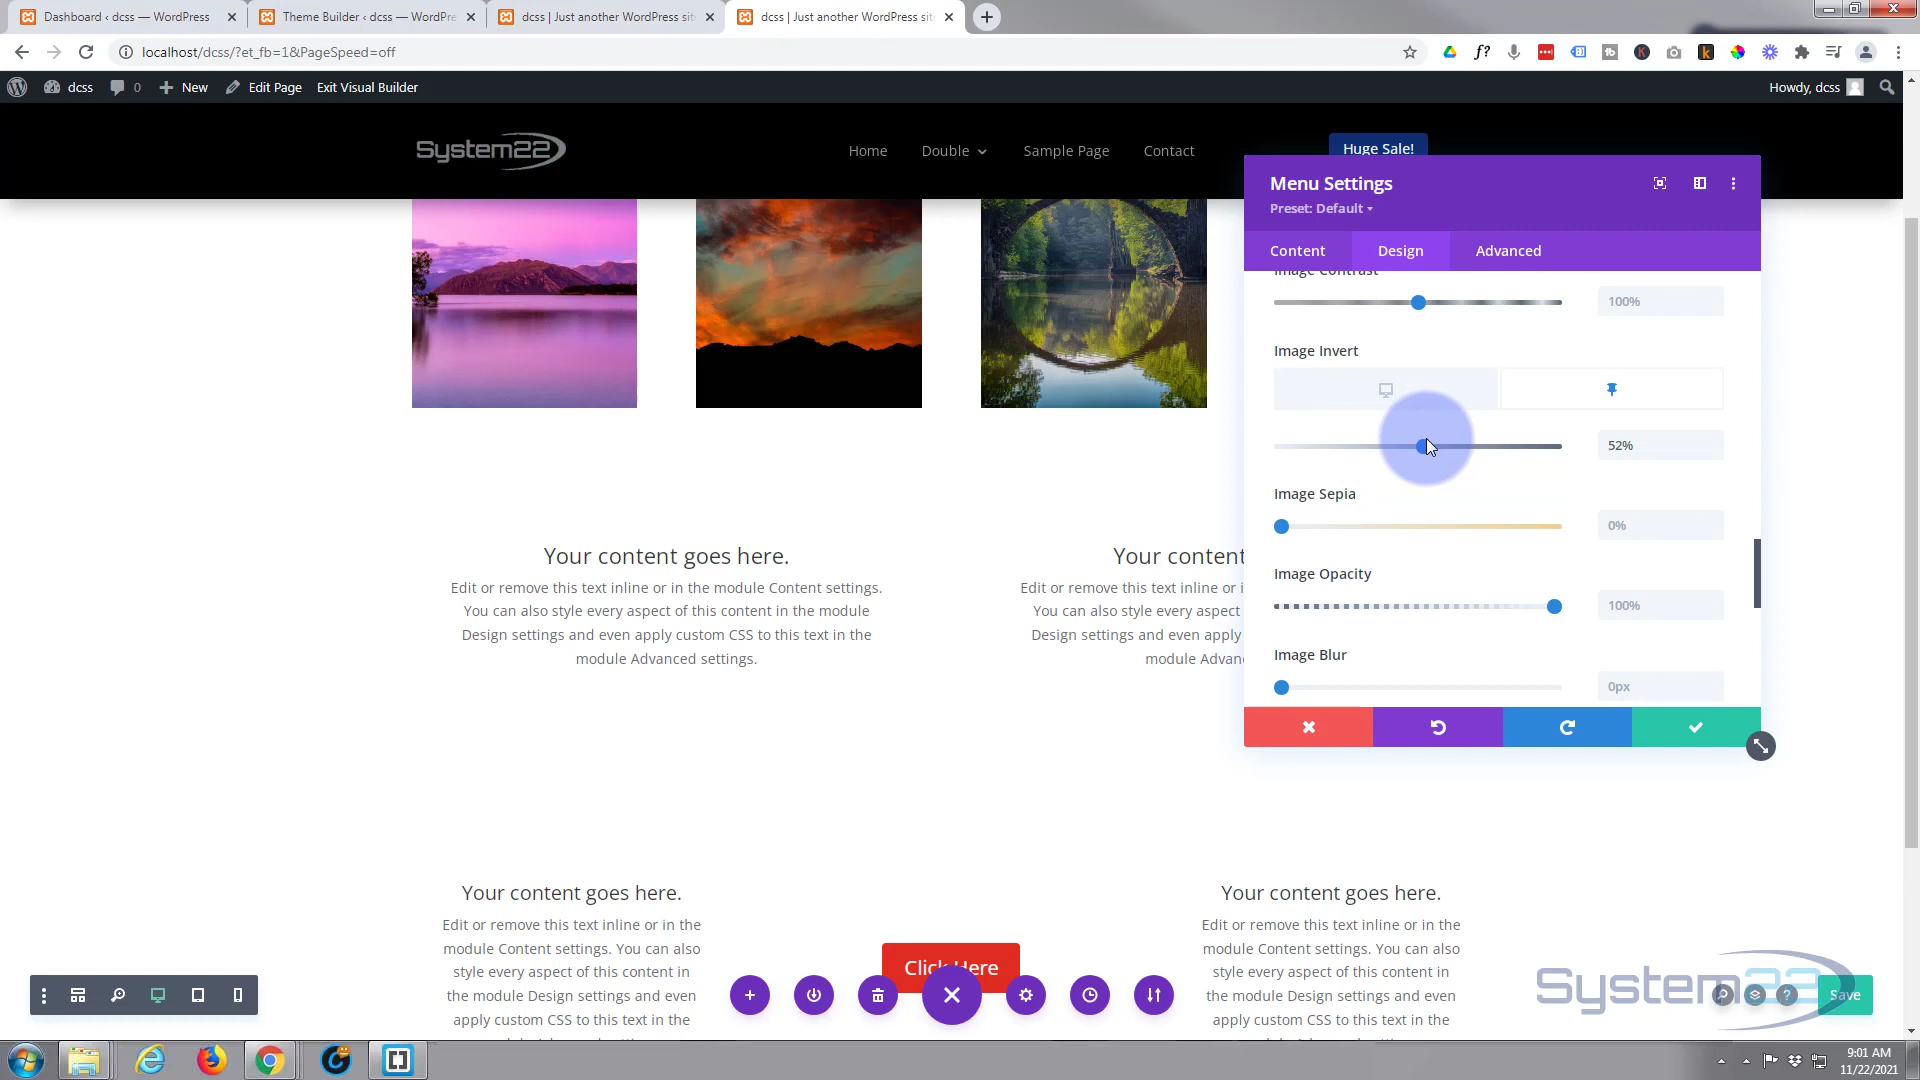 Dashboard ‹ dcss — WordPress
Theme Builder ‹ dcss — WordPre
dcss | Just another WordPress sit
dcss | Just another WordPress sit
localhost/dcss/?et_fb=1&PageSpeed=off
dcss 0 New Edit Page Exit Visual Builder Howdy, dcss
System22
Home Double Sample Page Contact
Huge Sale!
Menu Settings
Preset: Default
Content Design Advanced
Image Contrast
100%
Image Invert
52%
Image Sepia
0%
Image Opacity
100%
Image Blur
0px
Your content goes here.
Edit or remove this text inline or in the module Content settings.
You can also style every aspect of this content in the module
Design settings and even apply custom CSS to this text in the
module Advanced settings.
Your content
Edit or remove this text inline or i
You can also style every aspect
Design settings and even apply
module Advan
Your content goes here.
Edit or remove this text inline or in the
module Content settings. You can also
style every aspect of this content in
the module Design settings and even
apply custom CSS to this text in the
Click Here
Your content goes here.
Edit or remove this text inline or in the
module Content settings. You can also
style every aspect of this content in
the module Design settings and even
apply custom CSS to this text in the
System22
Save
9:01 AM
11/22/2021